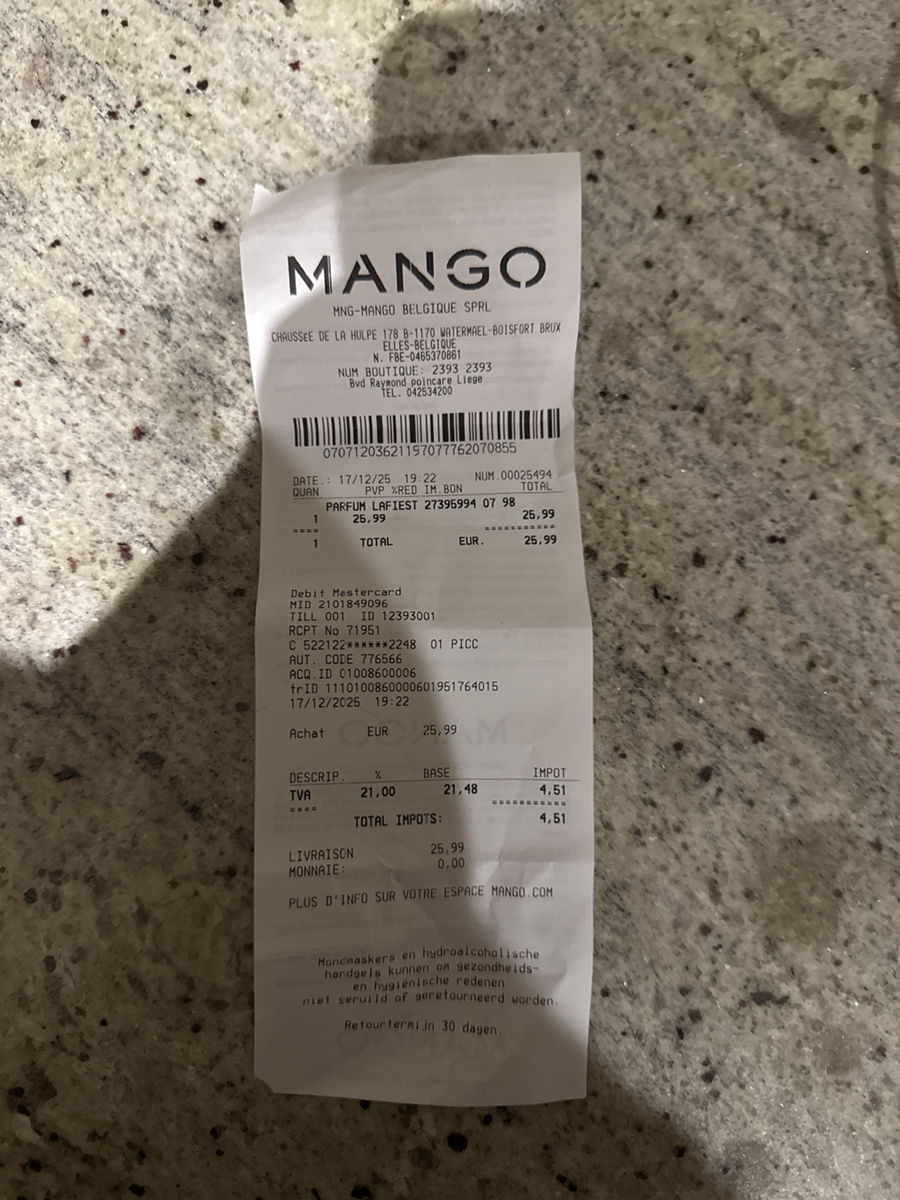 MANGO
MNG-MANGO BELGIQUE SPRL
CHAUSSéE DE LA HULPE 178 B-1170 WATERMAEL-BOISFORT BRUX
ELLES-BELGIQUE
N. FBE-0465370861
NUM BOUTIQUE: 2393 2393
Bvd Raymond poincare Liege
TEL. 042534200
07071203621197077762070855
DATE.: 17/12/25 19:22 NUM.00025494
QUAN PVP %RED IM.BON TOTAL
PARFUM LAFIEST 27395994 07 98
1 25,99 25,99
==== ===========
1 TOTAL EUR. 25,99
Debit Mastercard
MID 2101849096
TILL 001 ID 12393001
RCPT No 71951
C 522122******2248 01 PICC
AUT. CODE 776566
ACQ.ID 01008600006
trID 1110100860000601951764015
17/12/2025 19:22
Achat EUR 25,99
DESCRIP. % BASE IMPOT
TVA 21,00 21,48 4,51
==== ===========
TOTAL IMPOTS: 4,51
LIVRAISON 25,99
MONNAIE: 0,00
PLUS D'INFO SUR VOTRE ESPACE MANGO.COM
Mondmaskers en hydroalcoholische
handgels kunnen om gezondheids-
en hygiënische redenen
niet geruild of geretourneerd worden.
Retourtermijn 30 dagen.